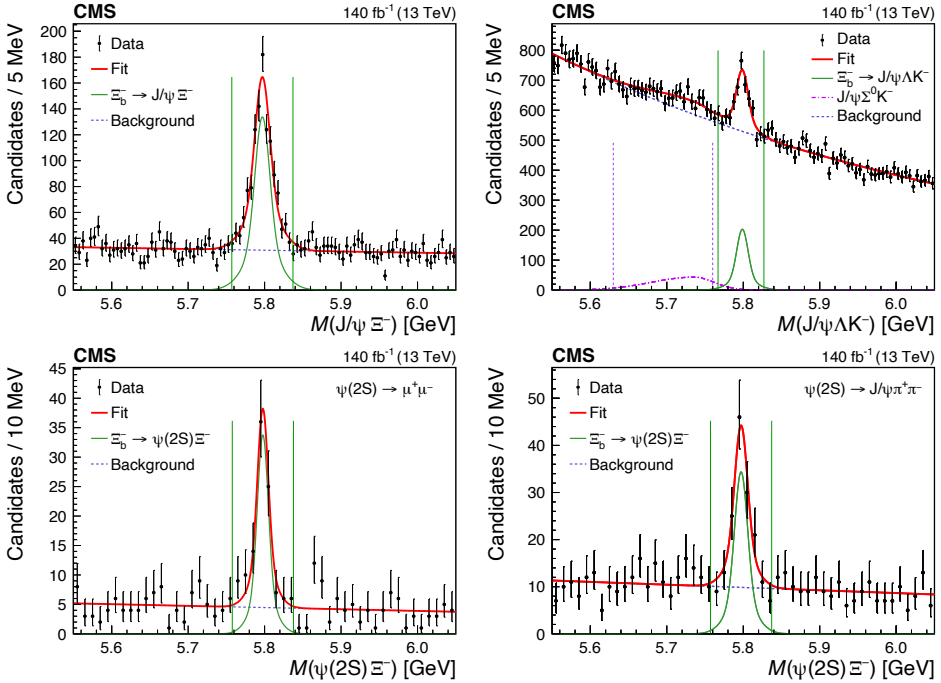 CMS
140 fb⁻¹ (13 TeV)
Candidates / 5 MeV
200
180
160
140
120
100
80
60
40
20
0
Data
Fit
Ξb⁻ → J/ψ Ξ⁻
Background
5.6 5.7 5.8 5.9 6.0
M(J/ψ Ξ⁻) [GeV]
CMS
140 fb⁻¹ (13 TeV)
Candidates / 5 MeV
800
700
600
500
400
300
200
100
0
Data
Fit
Ξb⁻ → J/ψΛK⁻
J/ψΣ⁰K⁻
Background
5.6 5.7 5.8 5.9 6.0
M(J/ψΛK⁻) [GeV]
CMS
140 fb⁻¹ (13 TeV)
Candidates / 10 MeV
45
40
35
30
25
20
15
10
5
0
Data
Fit
Ξb⁻ → ψ(2S)Ξ⁻
Background
ψ(2S) → μ⁺μ⁻
5.6 5.7 5.8 5.9 6.0
M(ψ(2S) Ξ⁻) [GeV]
CMS
140 fb⁻¹ (13 TeV)
Candidates / 10 MeV
50
40
30
20
10
0
Data
Fit
Ξb⁻ → ψ(2S)Ξ⁻
Background
ψ(2S) → J/ψπ⁺π⁻
5.6 5.7 5.8 5.9 6.0
M(ψ(2S) Ξ⁻) [GeV]